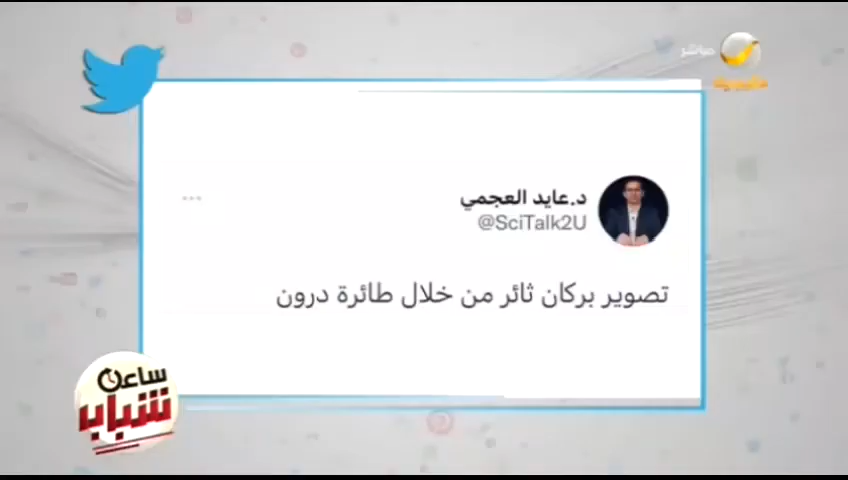 مباشر
د.عايد العجمي
@SciTalk2U
تصوير بركان ثائر من خلال طائرة درون
ساعة
شباب